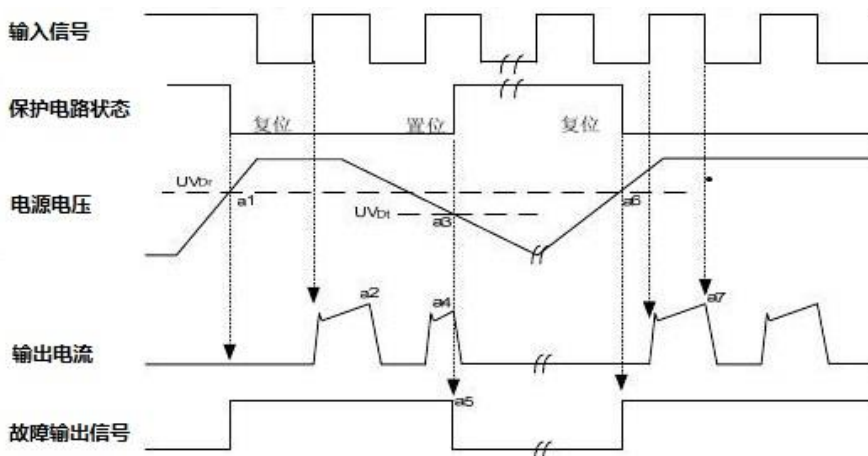 输入信号
保护电路状态
复位
置位
复位
UVDr
a1
a6
电源电压
UVDt
a3
a2
a4
a7
输出电流
a5
故障输出信号